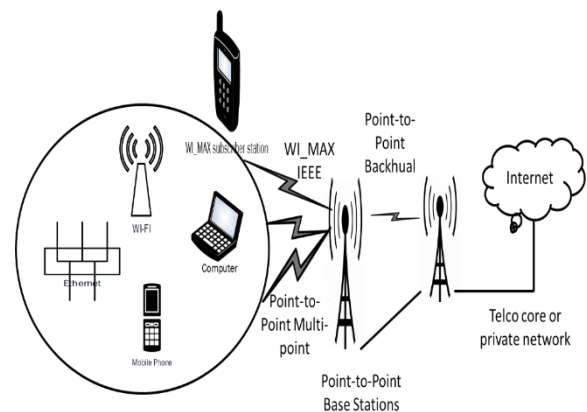 WI_MAX subscriber station
WI_MAX
IEEE
Point-to-
Point
Backhual
Internet
WI-FI
Computer
Ethernet
Mobile Phone
Point-to-
Point Multi-
point
Telco core or
private network
Point-to-Point
Base Stations